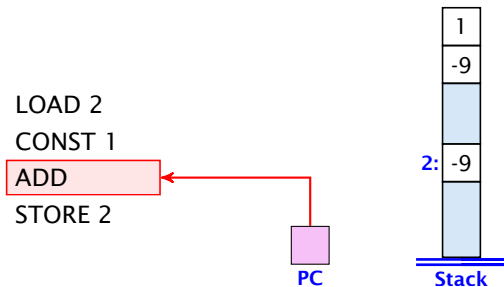 LOAD 2
CONST 1
ADD
STORE 2
PC
1
-9
2: -9
Stack